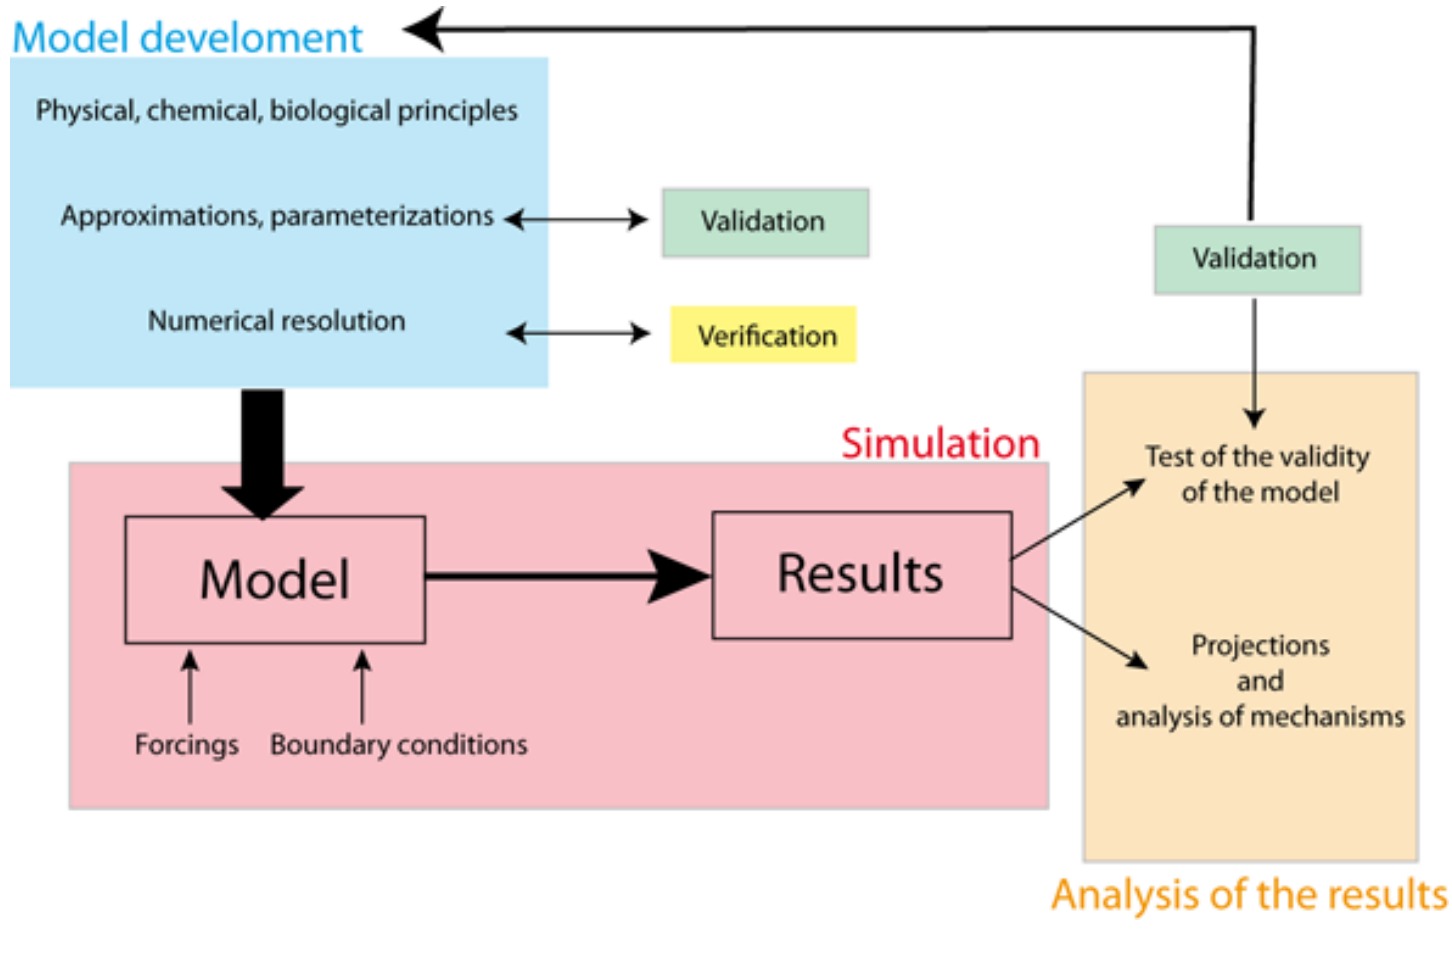 Model develoment
Physical, chemical, biological principles
Approximations, parameterizations
Validation
Numerical resolution
Verification
Validation
Simulation
Model
Results
Forcings
Boundary conditions
Test of the validity
of the model
Projections
and
analysis of mechanisms
Analysis of the results